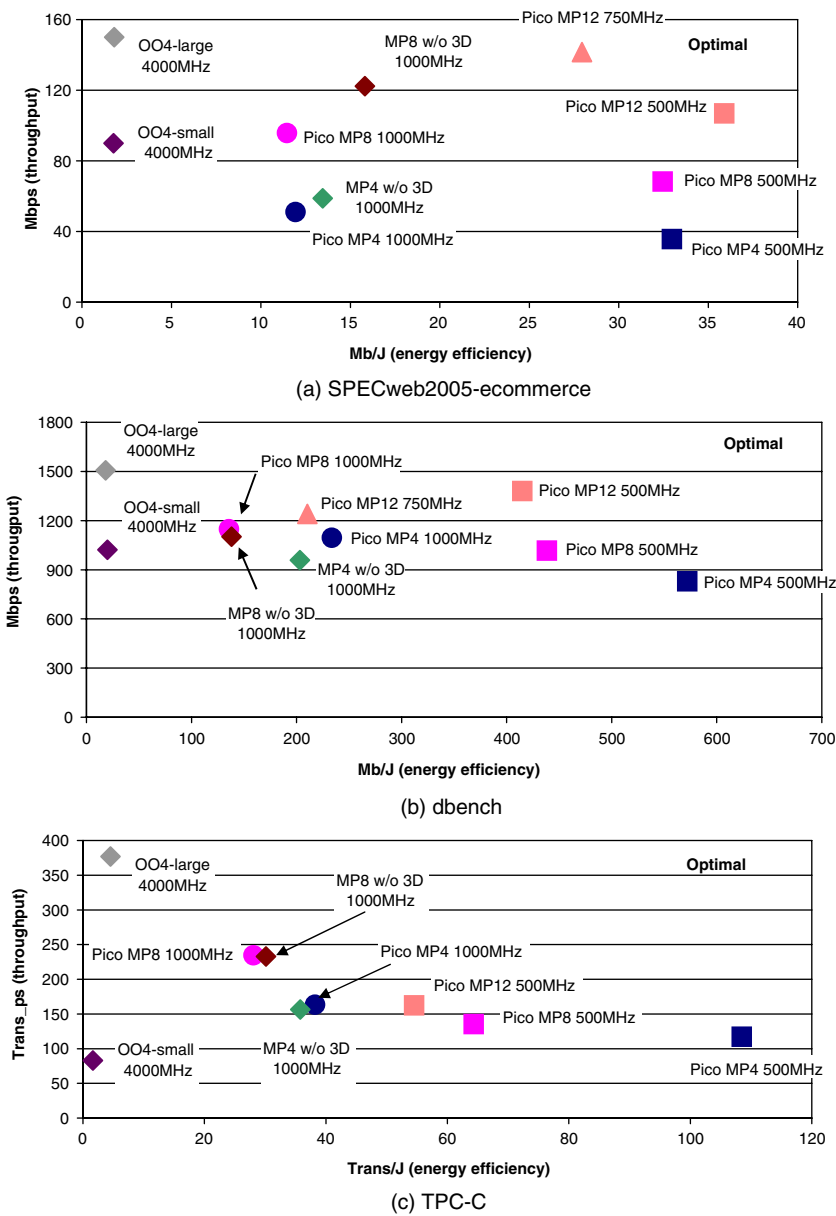 Pico MP12 750MHz
160
OO4-large
4000MHz
MP8 w/o 3D
1000MHz
Optimal
120
Pico MP12 500MHz
OO4-small
4000MHz
Pico MP8 1000MHz
80
MP4 w/o 3D
1000MHz
Pico MP8 500MHz
40
Pico MP4 1000MHz
Pico MP4 500MHz
0
Mbps (throughput)
0 5 10 15 20 25 30 35 40
Mb/J (energy efficiency)
(a) SPECweb2005-ecommerce
1800
OO4-large
4000MHz
Optimal
Pico MP8 1000MHz
1500
OO4-small
4000MHz
Pico MP12 750MHz
Pico MP12 500MHz
1200
Pico MP4 1000MHz
Pico MP8 500MHz
900
MP4 w/o 3D
1000MHz
Pico MP4 500MHz
MP8 w/o 3D
1000MHz
600
300
0
Mbps (througput)
0 100 200 300 400 500 600 700
Mb/J (energy efficiency)
(b) dbench
400
OO4-large
4000MHz
Optimal
350
MP8 w/o 3D
1000MHz
300
250
Pico MP8 1000MHz
Pico MP4 1000MHz
200
Pico MP12 500MHz
150
Pico MP8 500MHz
100
OO4-small
4000MHz
MP4 w/o 3D
1000MHz
Pico MP4 500MHz
50
0
Trans_ps (throughput)
0 20 40 60 80 100 120
Trans/J (energy efficiency)
(c) TPC-C